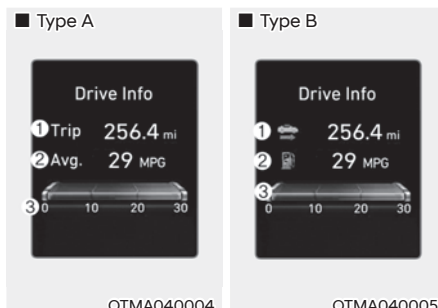 ■ Type A
Drive Info
① Trip 256.4 mi
② Avg. 29 MPG
③
0 10 20 30
OTMA040004
■ Type B
Drive Info
① 256.4 mi
② 29 MPG
③
0 10 20 30
OTMA040005